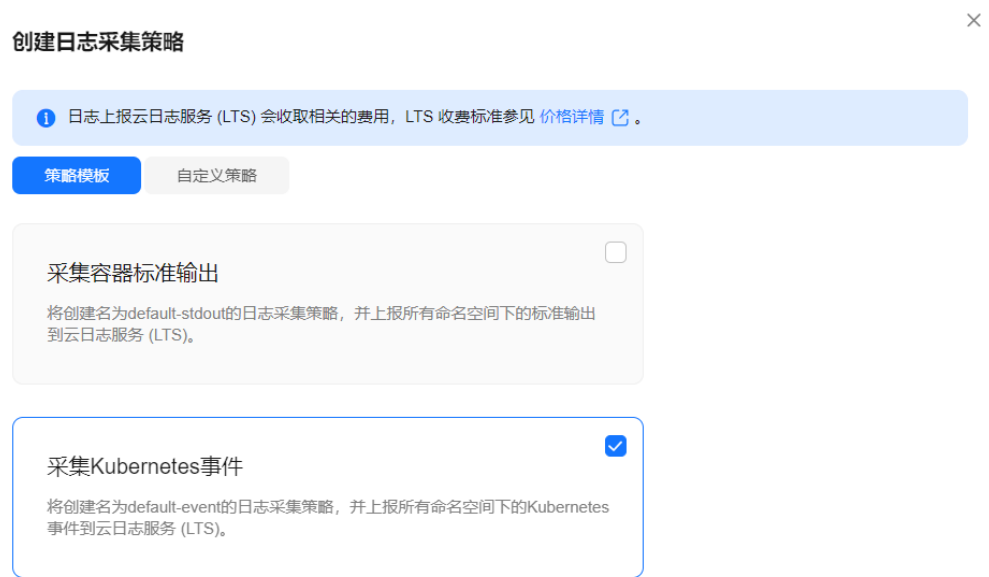 创建日志采集策略
日志上报云日志服务 (LTS) 会收取相关的费用，LTS 收费标准参见 价格详情 。
策略模板 自定义策略
采集容器标准输出
将创建名为default-stdout的日志采集策略，并上报所有命名空间下的标准输出
到云日志服务 (LTS)。
采集Kubernetes事件
将创建名为default-event的日志采集策略，并上报所有命名空间下的Kubernetes
事件到云日志服务 (LTS)。